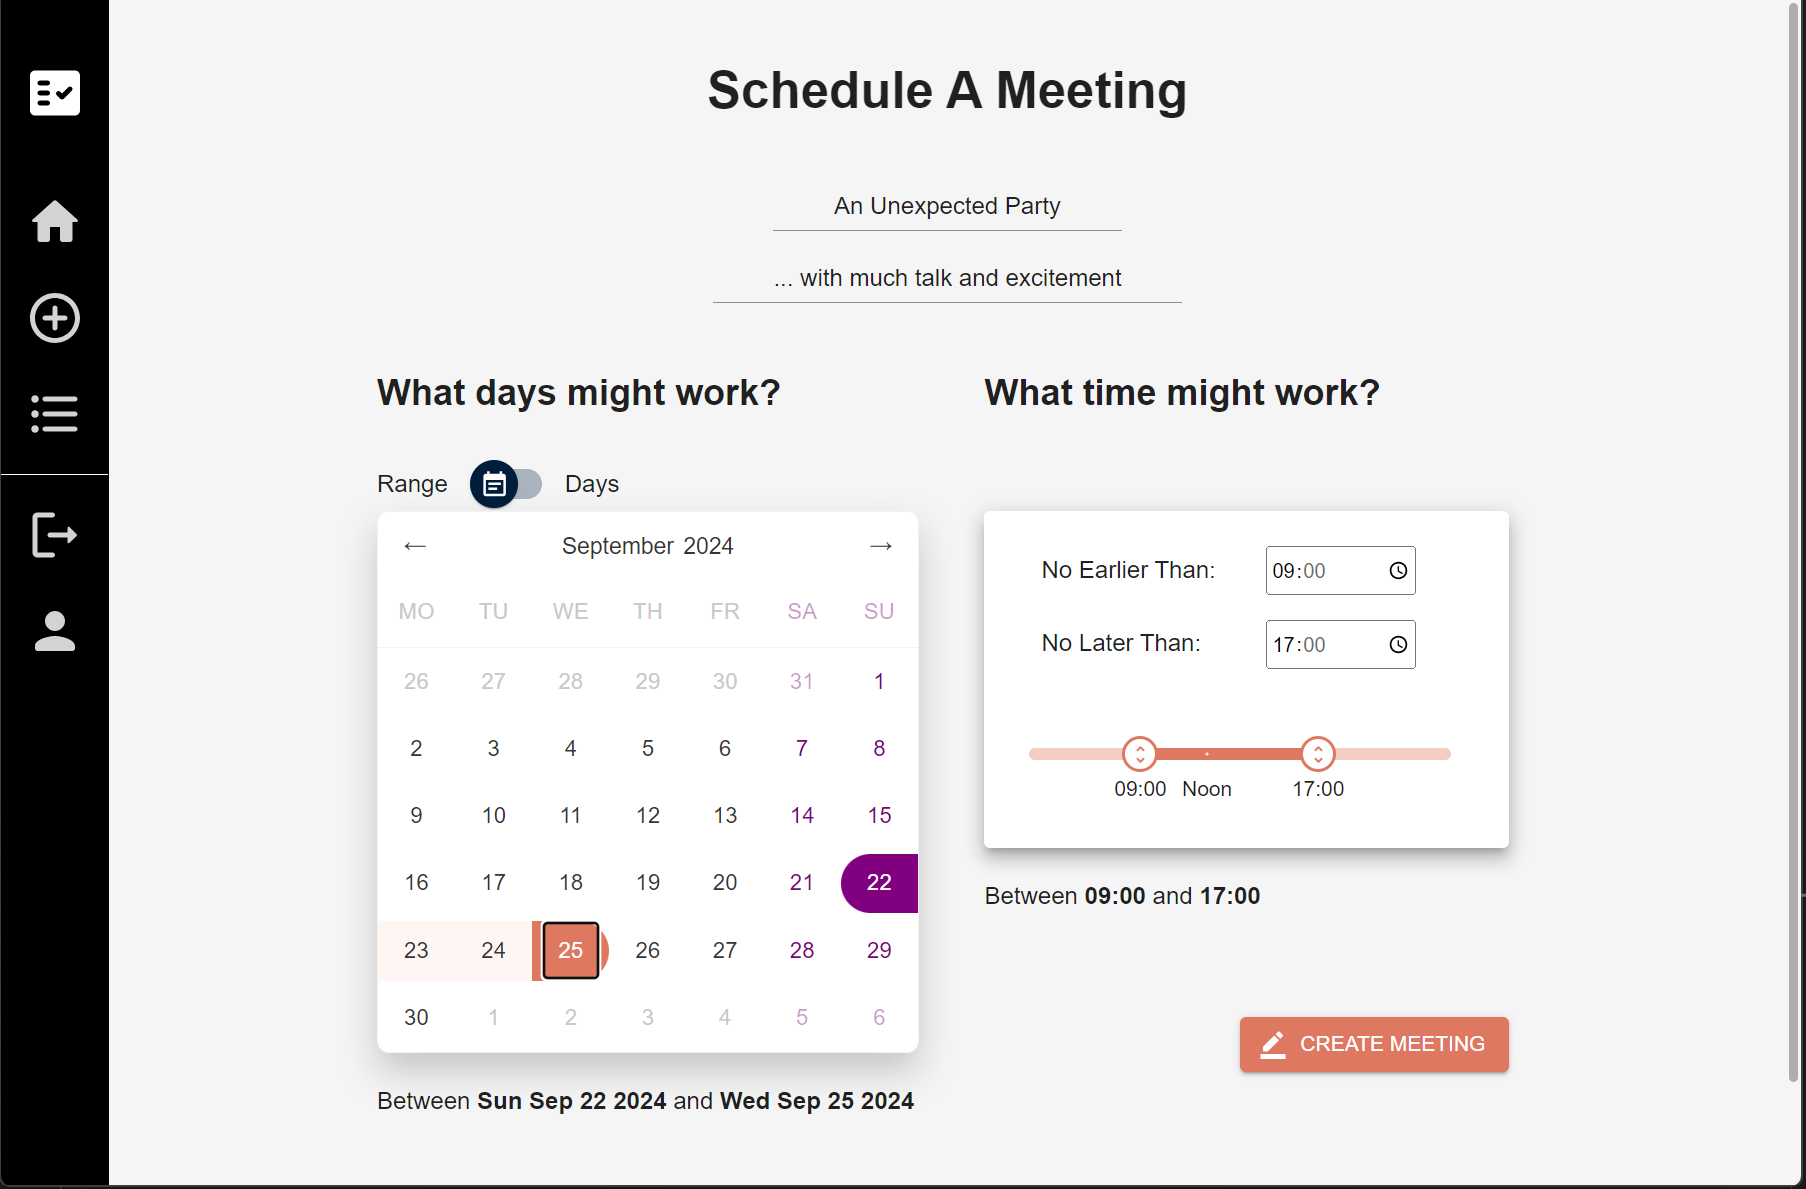 Schedule A Meeting
An Unexpected Party
... with much talk and excitement
What days might work?
Range Days
← September 2024 →
MO TU WE TH FR SA SU
26 27 28 29 30 31 1
2 3 4 5 6 7 8
9 10 11 12 13 14 15
16 17 18 19 20 21 22
23 24 25 26 27 28 29
30 1 2 3 4 5 6
Between Sun Sep 22 2024 and Wed Sep 25 2024
What time might work?
No Earlier Than: 09:00
No Later Than: 17:00
09:00 Noon 17:00
Between 09:00 and 17:00
CREATE MEETING